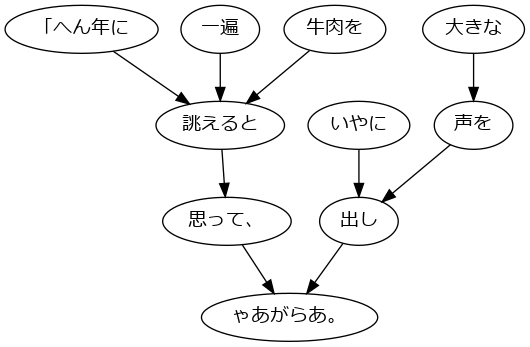 「へん年に
一遍
牛肉を
大きな
誂えると
いやに
声を
思って、
出し
ゃあがらあ。